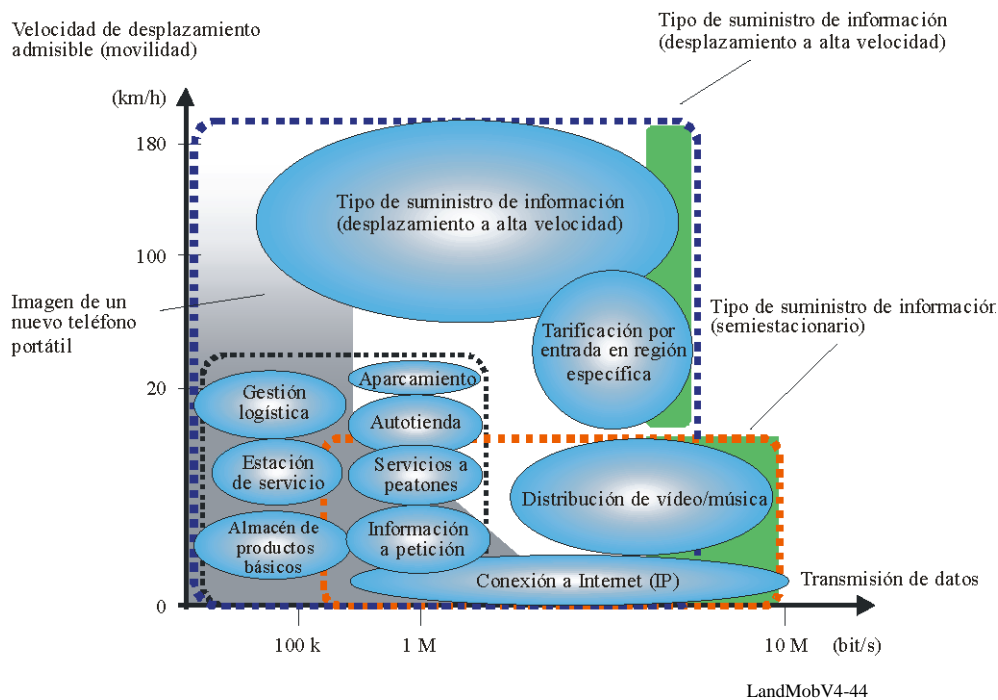 Velocidad de desplazamiento
admisible (movilidad)
Tipo de suministro de información
(desplazamiento a alta velocidad)
(km/h)
180
Tipo de suministro de información
(desplazamiento a alta velocidad)
100
Imagen de un
nuevo teléfono
portátil
Tipo de suministro de información
(semiestacionario)
Tarificación por
entrada en región
específica
20
Aparcamiento
Gestión
logística
Autotienda
Estación
de servicio
Servicios a
peatones
Distribución de vídeo/música
Almacén de
productos
básicos
Información
a petición
Conexión a Internet (IP)
Transmisión de datos
0
100 k
1 M
10 M
(bit/s)
LandMobV4-44